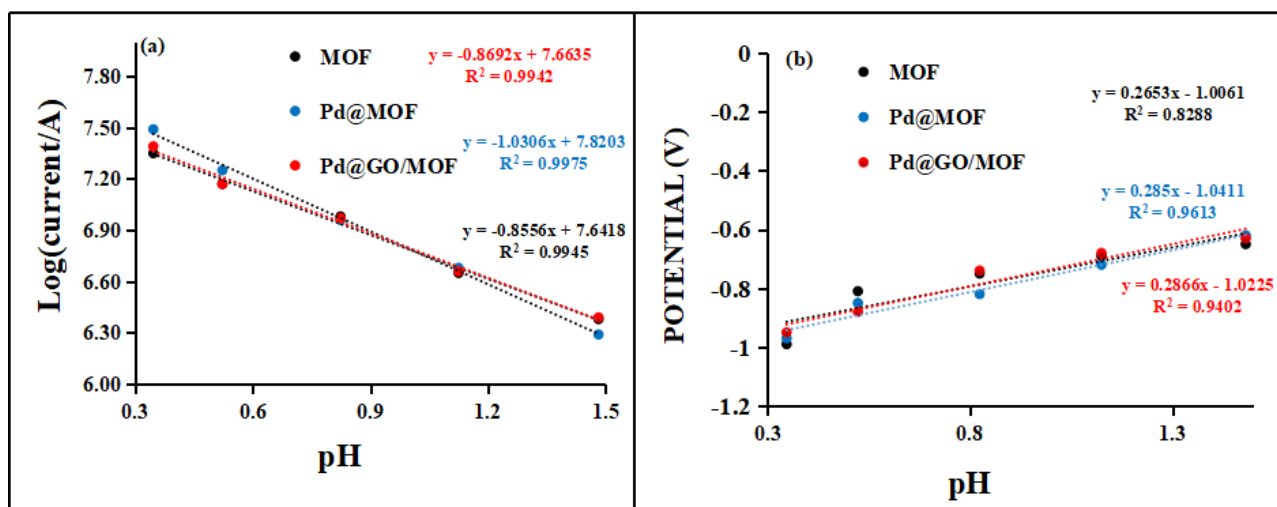 (a)
MOF
Pd@MOF
Pd@GO/MOF
y = -0.8692x + 7.6635
R² = 0.9942
y = -1.0306x + 7.8203
R² = 0.9975
y = -0.8556x + 7.6418
R² = 0.9945
Log(current/A)
7.80
7.50
7.20
6.90
6.60
6.30
6.00
0.3 0.6 0.9 1.2 1.5
pH
(b)
MOF
Pd@MOF
Pd@GO/MOF
y = 0.2653x - 1.0061
R² = 0.8288
y = 0.285x - 1.0411
R² = 0.9613
y = 0.2866x - 1.0225
R² = 0.9402
POTENTIAL (V)
0
-0.2
-0.4
-0.6
-0.8
-1
-1.2
0.3 0.8 1.3
pH